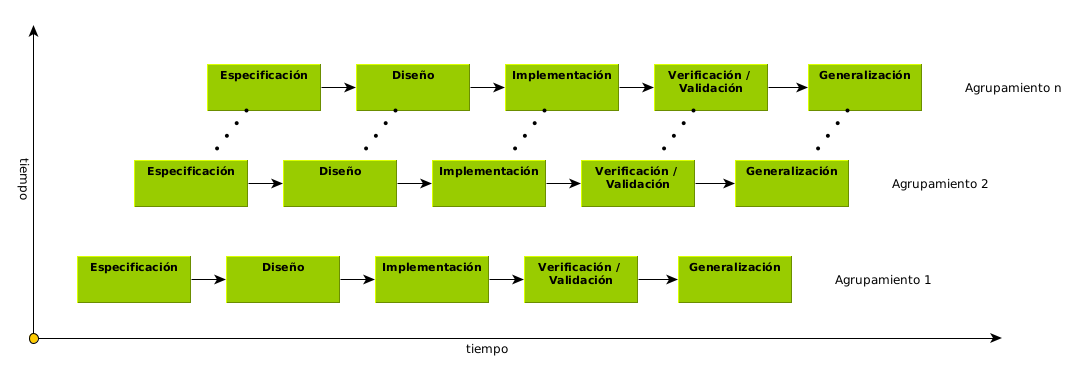 Especificación
Diseño
Implementación
Verificación /
Validación
Generalización
Agrupamiento n
Especificación
Diseño
Implementación
Verificación /
Validación
Generalización
Agrupamiento 2
Especificación
Diseño
Implementación
Verificación /
Validación
Generalización
Agrupamiento 1
tiempo
tiempo